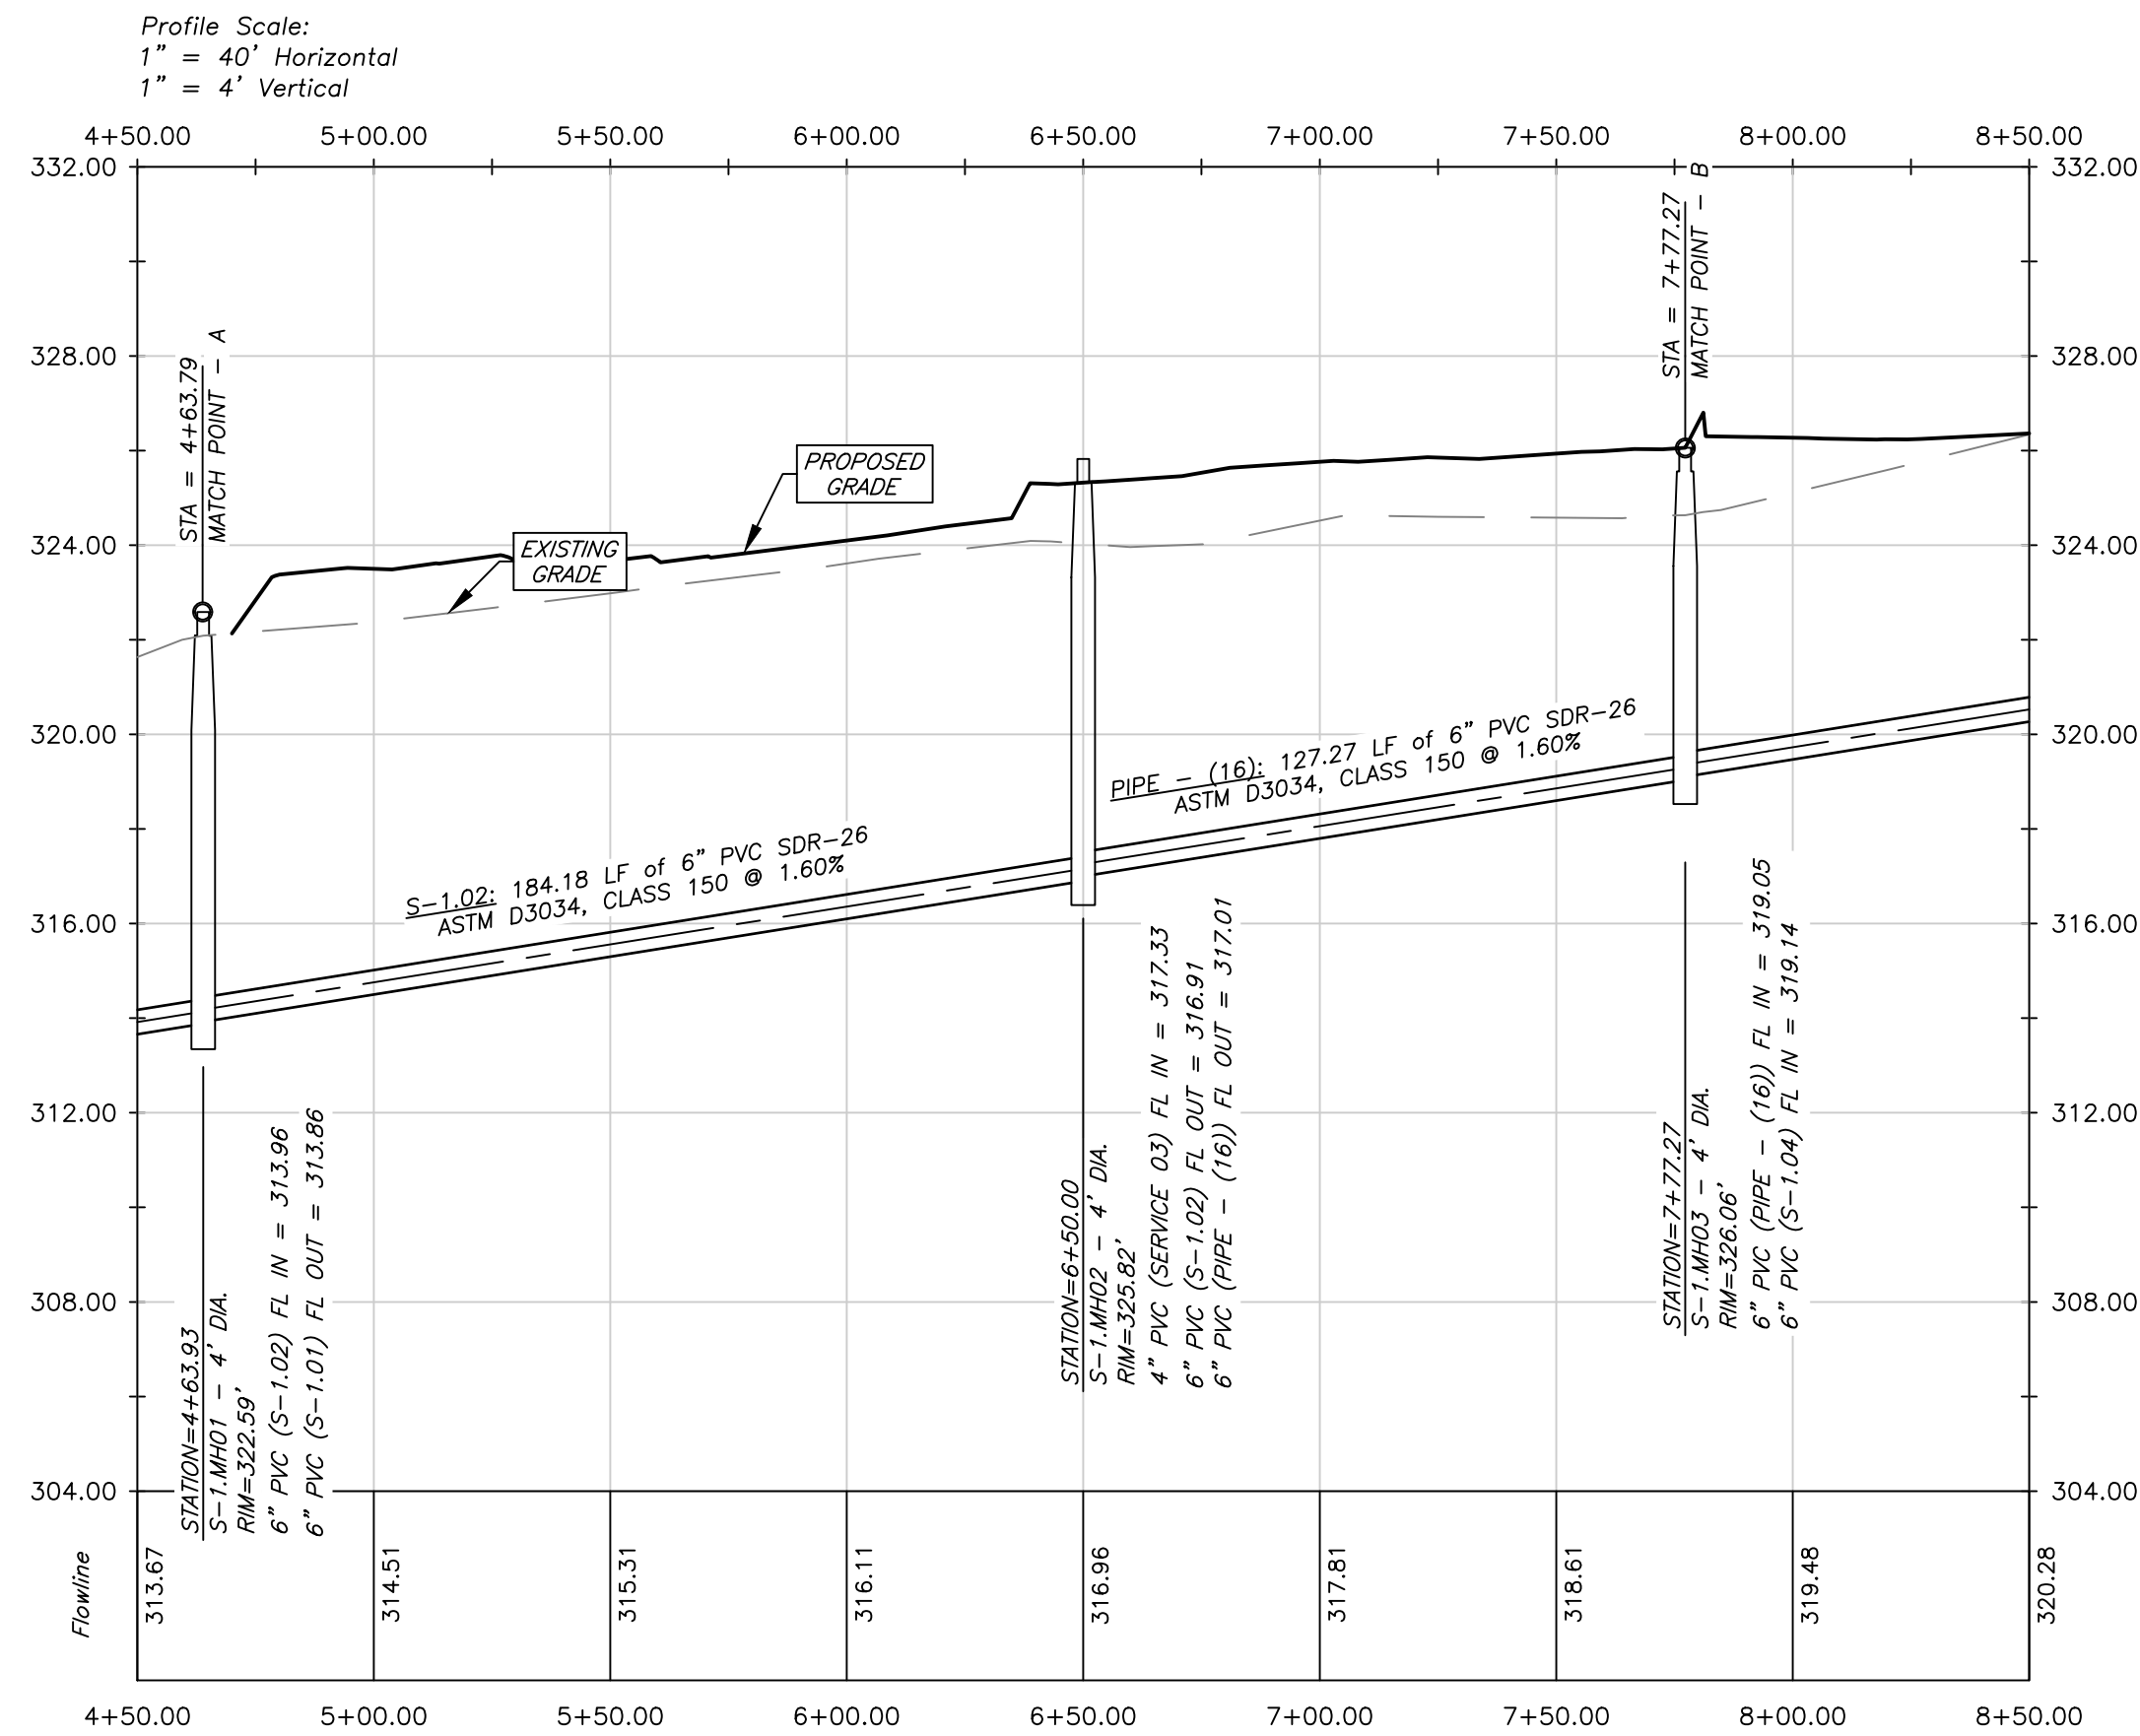 Profile Scale:
1” = 40’ Horizontal
1” = 4’ Vertical
4+50.00 5+00.00 5+50.00 6+00.00 6+50.00 7+00.00 7+50.00 8+00.00 8+50.00
332.00 332.00
328.00 328.00
324.00 324.00
320.00 320.00
316.00 316.00
312.00 312.00
308.00 308.00
304.00 304.00
STA = 4+63.79
MATCH POINT - A
STA = 7+77.27
MATCH POINT - B
PROPOSED
GRADE
EXISTING
GRADE
S-1.02: 184.18 LF of 6” PVC SDR-26
ASTM D3034, CLASS 150 @ 1.60%
PIPE - (16): 127.27 LF of 6” PVC SDR-26
ASTM D3034, CLASS 150 @ 1.60%
STATION=4+63.93
S-1.MH01 - 4’ DIA.
RIM=322.59’
6” PVC (S-1.02) FL IN = 313.96
6” PVC (S-1.01) FL OUT = 313.86
STATION=6+50.00
S-1.MH02 - 4’ DIA.
RIM=325.82’
4” PVC (SERVICE 03) FL IN = 317.33
6” PVC (S-1.02) FL OUT = 316.91
6” PVC (PIPE - (16)) FL OUT = 317.01
STATION=7+77.27
S-1.MH03 - 4’ DIA.
RIM=326.06’
6” PVC (PIPE - (16)) FL IN = 319.05
6” PVC (S-1.04) FL IN = 319.14
Flowline
313.67
314.51
315.31
316.11
316.96
317.81
318.61
319.48
320.28
4+50.00 5+00.00 5+50.00 6+00.00 6+50.00 7+00.00 7+50.00 8+00.00 8+50.00